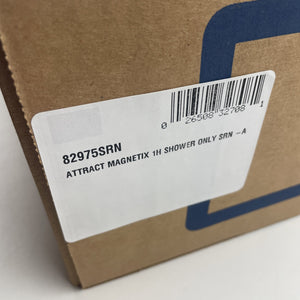 0 26508 32708 1
82975SRN
ATTRACT MAGNETIX 1H SHOWER ONLY SRN -A